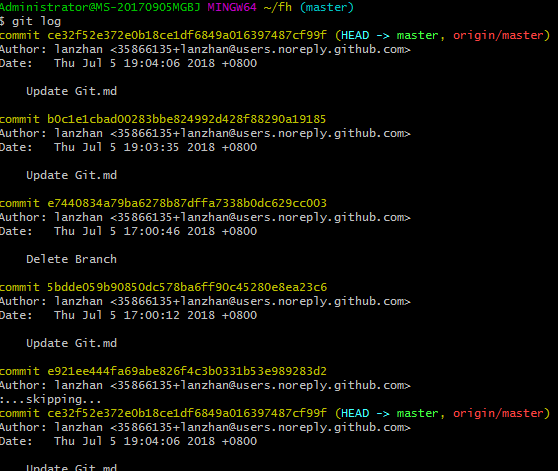 Administrator@MS-20170905MGBJ MINGW64 ~/fh (master)
$ git log
commit ce32f52e372e0b18ce1df6849a016397487cf99f (HEAD -> master, origin/master)
Author: lanzhan <35866135+lanzhan@users.noreply.github.com>
Date:   Thu Jul 5 19:04:06 2018 +0800
    Update Git.md
commit b0c1e1cbad00283bbe824992d428f88290a19185
Author: lanzhan <35866135+lanzhan@users.noreply.github.com>
Date:   Thu Jul 5 19:03:35 2018 +0800
    Update Git.md
commit e7440834a79ba6278b87dffa7338b0dc629cc003
Author: lanzhan <35866135+lanzhan@users.noreply.github.com>
Date:   Thu Jul 5 17:00:46 2018 +0800
    Delete Branch
commit 5bdde059b90850dc578ba6ff90c45280e8ea23c6
Author: lanzhan <35866135+lanzhan@users.noreply.github.com>
Date:   Thu Jul 5 17:00:12 2018 +0800
    Update Git.md
commit e921ee444fa69abe826f4c3b0331b53e989283d2
Author: lanzhan <35866135+lanzhan@users.noreply.github.com>
:...skipping...
commit ce32f52e372e0b18ce1df6849a016397487cf99f (HEAD -> master, origin/master)
Author: lanzhan <35866135+lanzhan@users.noreply.github.com>
Date:   Thu Jul 5 19:04:06 2018 +0800
    Update Git.md